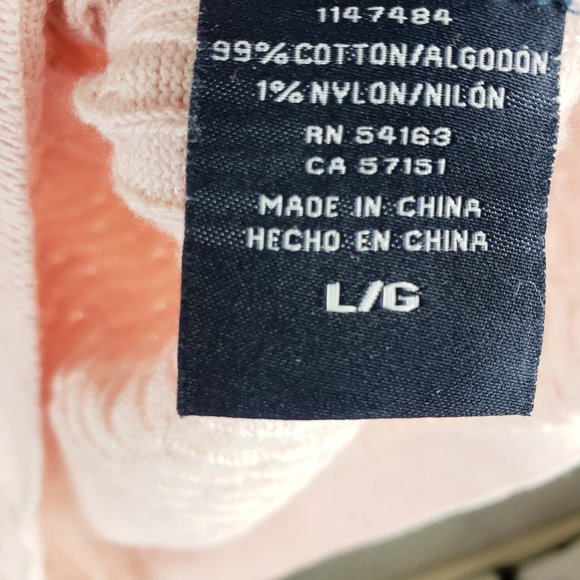 1147484
99% COTTON/ALGODÓN
1% NYLON/NILÓN
RN 54163
CA 57151
MADE IN CHINA
HECHO EN CHINA
L/G